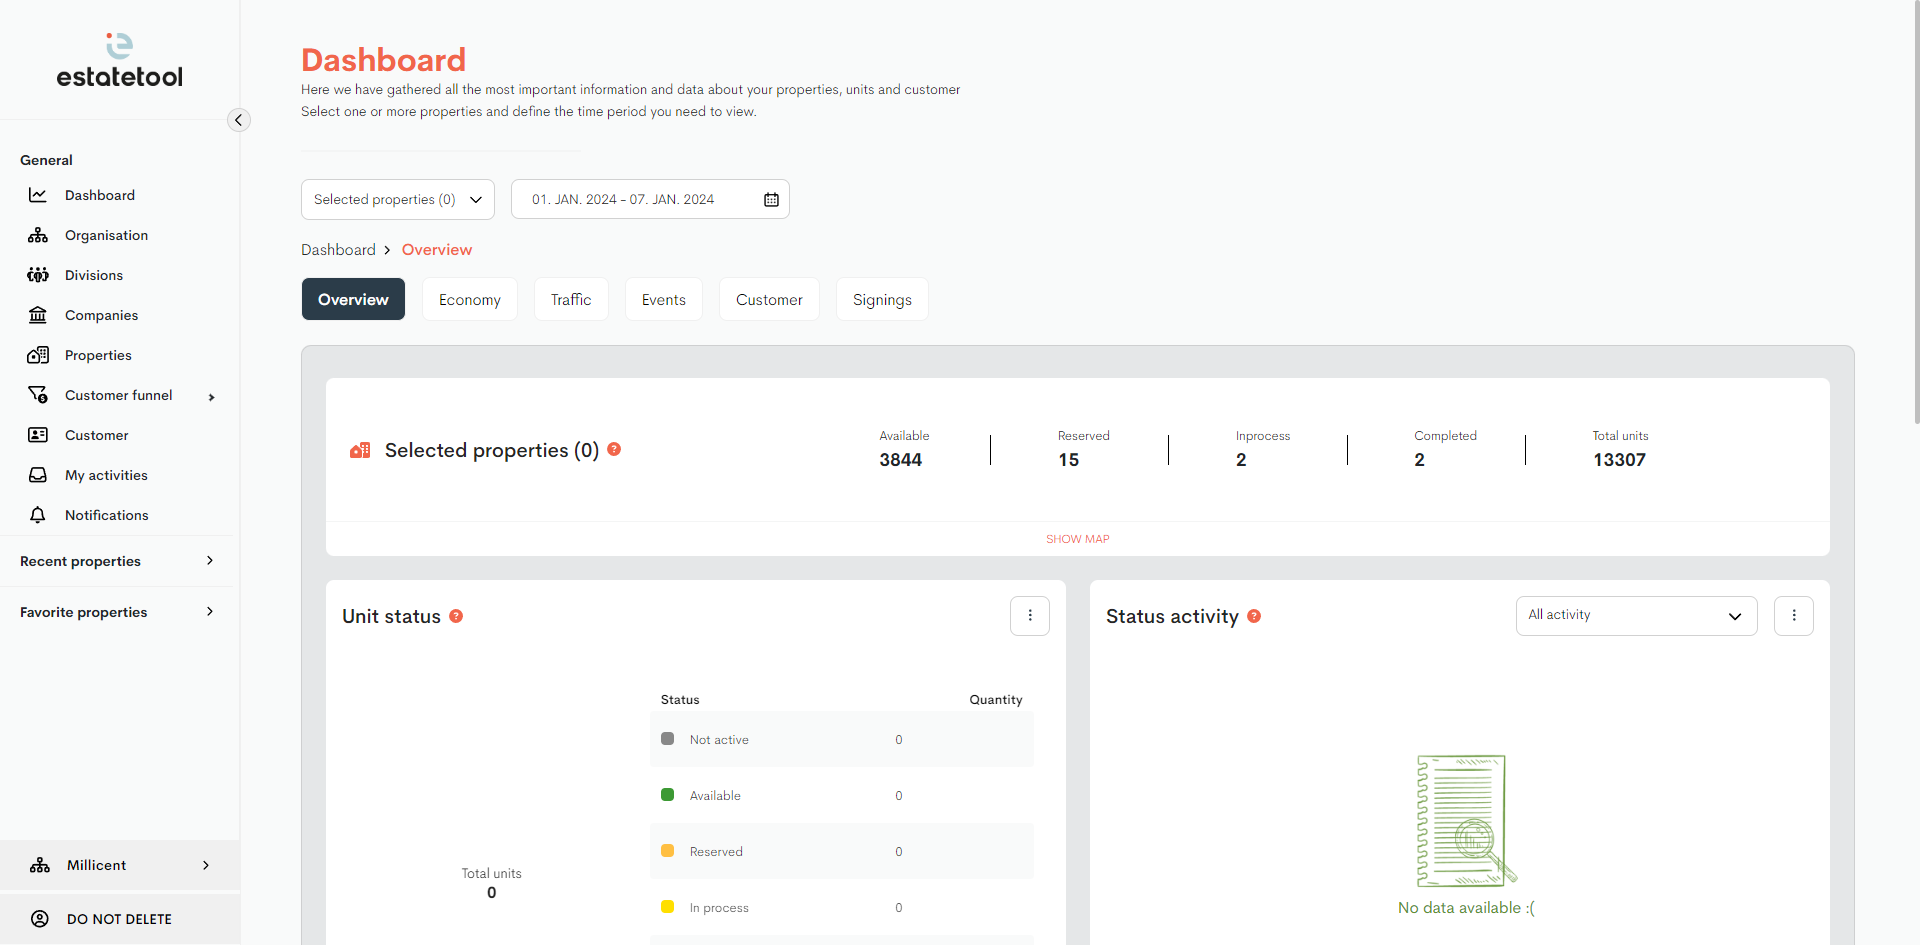 estatetool
General
Dashboard
Organisation
Divisions
Companies
Properties
Customer funnel
Customer
My activities
Notifications
Recent properties
Favorite properties
Millicent
DO NOT DELETE
Dashboard
Here we have gathered all the most important information and data about your properties, units and customer
Select one or more properties and define the time period you need to view.
Selected properties (0)
01. JAN. 2024 - 07. JAN. 2024
Dashboard > Overview
Overview Economy Traffic Events Customer Signings
Selected properties (0) ?
Available Reserved Inprocess Completed Total units
3844 15 2 2 13307
SHOW MAP
Unit status ?
Status Quantity
Not active 0
Available 0
Reserved 0
In process 0
Total units
0
Status activity ?
All activity
No data available :(